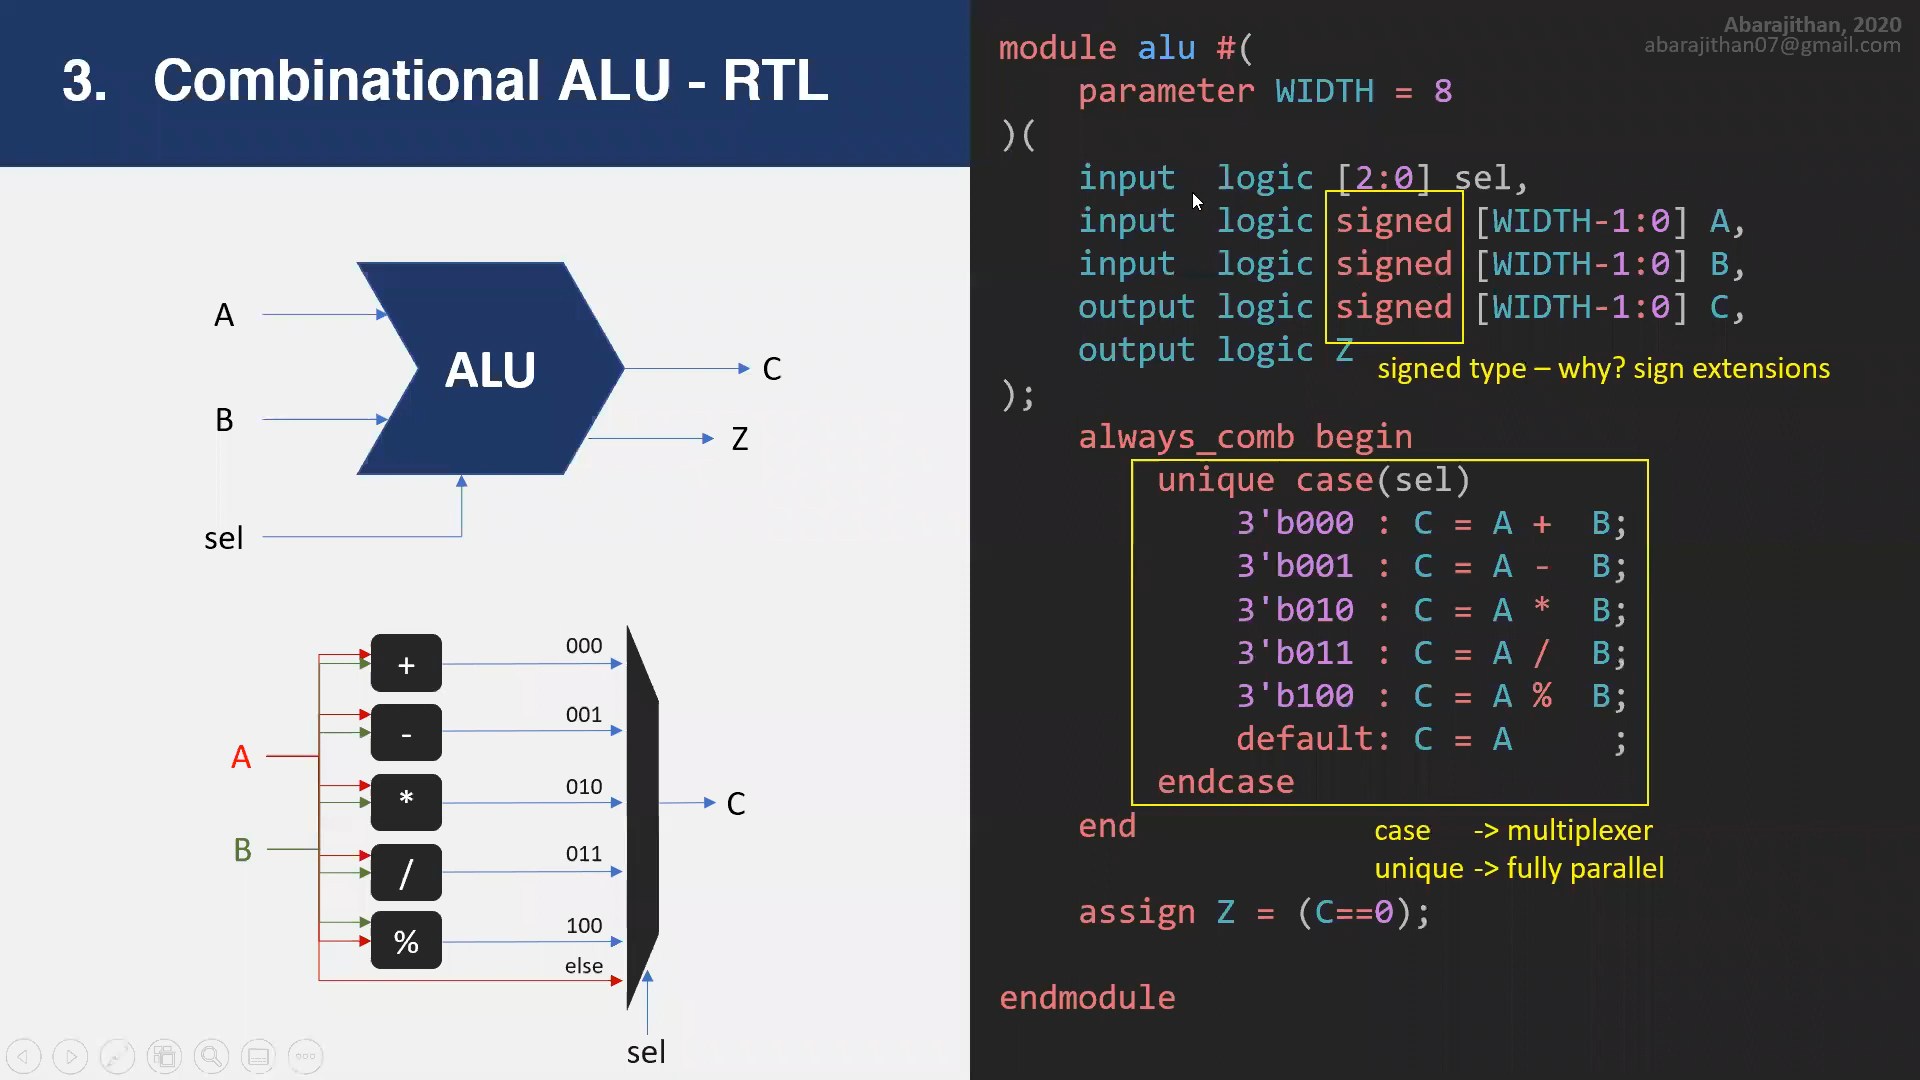 3. Combinational ALU - RTL
A
B
ALU
C
Z
sel
+
000
-
001
*
010
/
011
%
100
else
A
B
C
sel
Abarajithan, 2020
abarajithan07@gmail.com
module alu #(
parameter WIDTH = 8
)(
input logic [2:0] sel,
input logic signed [WIDTH-1:0] A,
input logic signed [WIDTH-1:0] B,
output logic signed [WIDTH-1:0] C,
output logic Z
signed type – why? sign extensions
);
always_comb begin
unique case(sel)
3'b000 : C = A + B;
3'b001 : C = A - B;
3'b010 : C = A * B;
3'b011 : C = A / B;
3'b100 : C = A % B;
default: C = A ;
endcase
end
case -> multiplexer
unique -> fully parallel
assign Z = (C==0);
endmodule